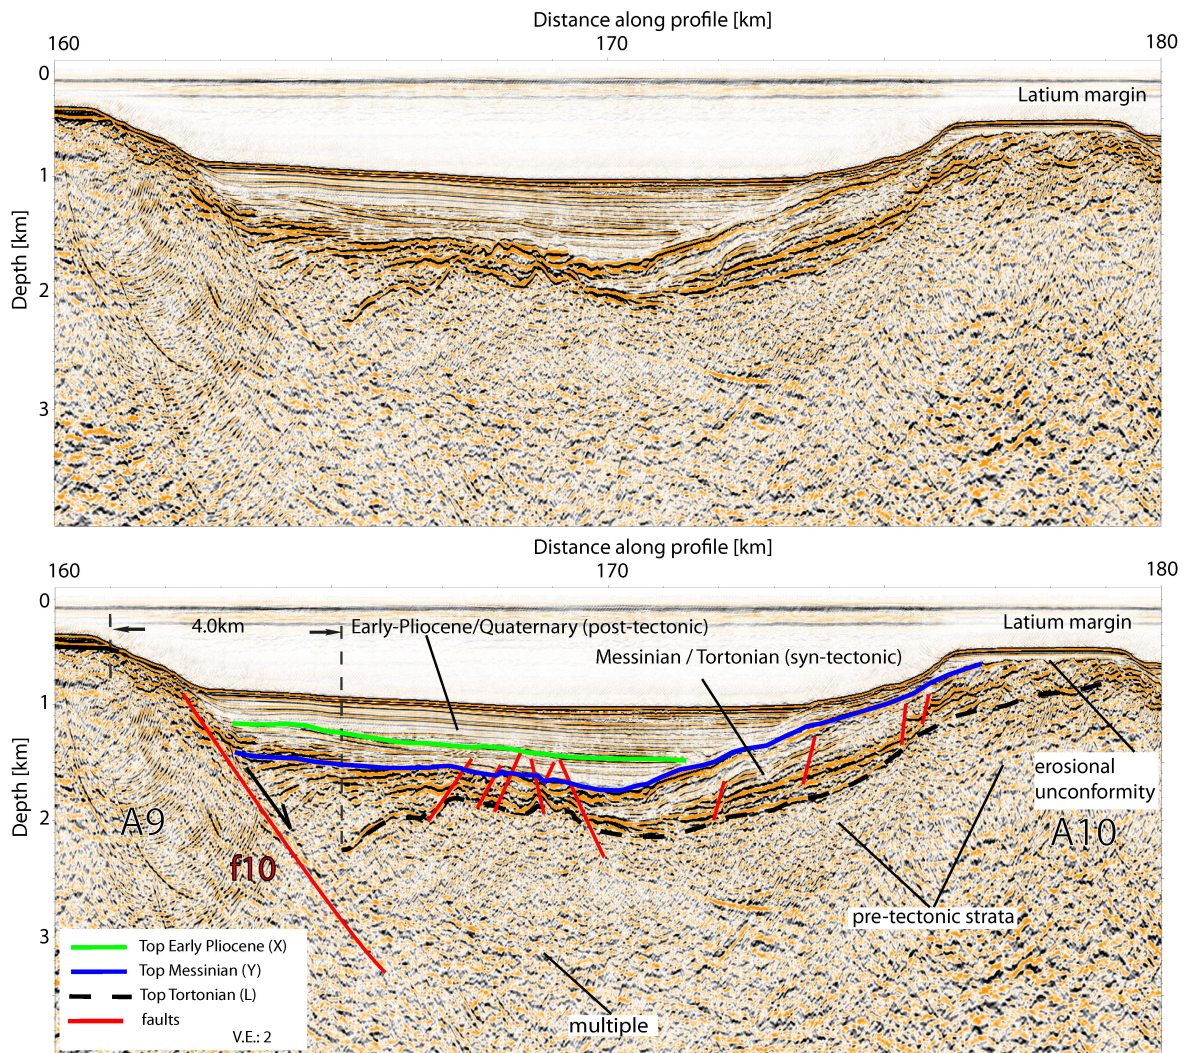 Distance along profile [km]
160 170 180
0
Latium margin
1
Depth [km]
2
3
Distance along profile [km]
160 170 180
0
4.0km
Early-Pliocene/Quaternary (post-tectonic)
Latium margin
Messinian / Tortonian (syn-tectonic)
1
Depth [km]
erosional
unconformity
2
A9
A10
f10
pre-tectonic strata
3
Top Early Pliocene (X)
Top Messinian (Y)
Top Tortonian (L)
faults
V.E.: 2
multiple